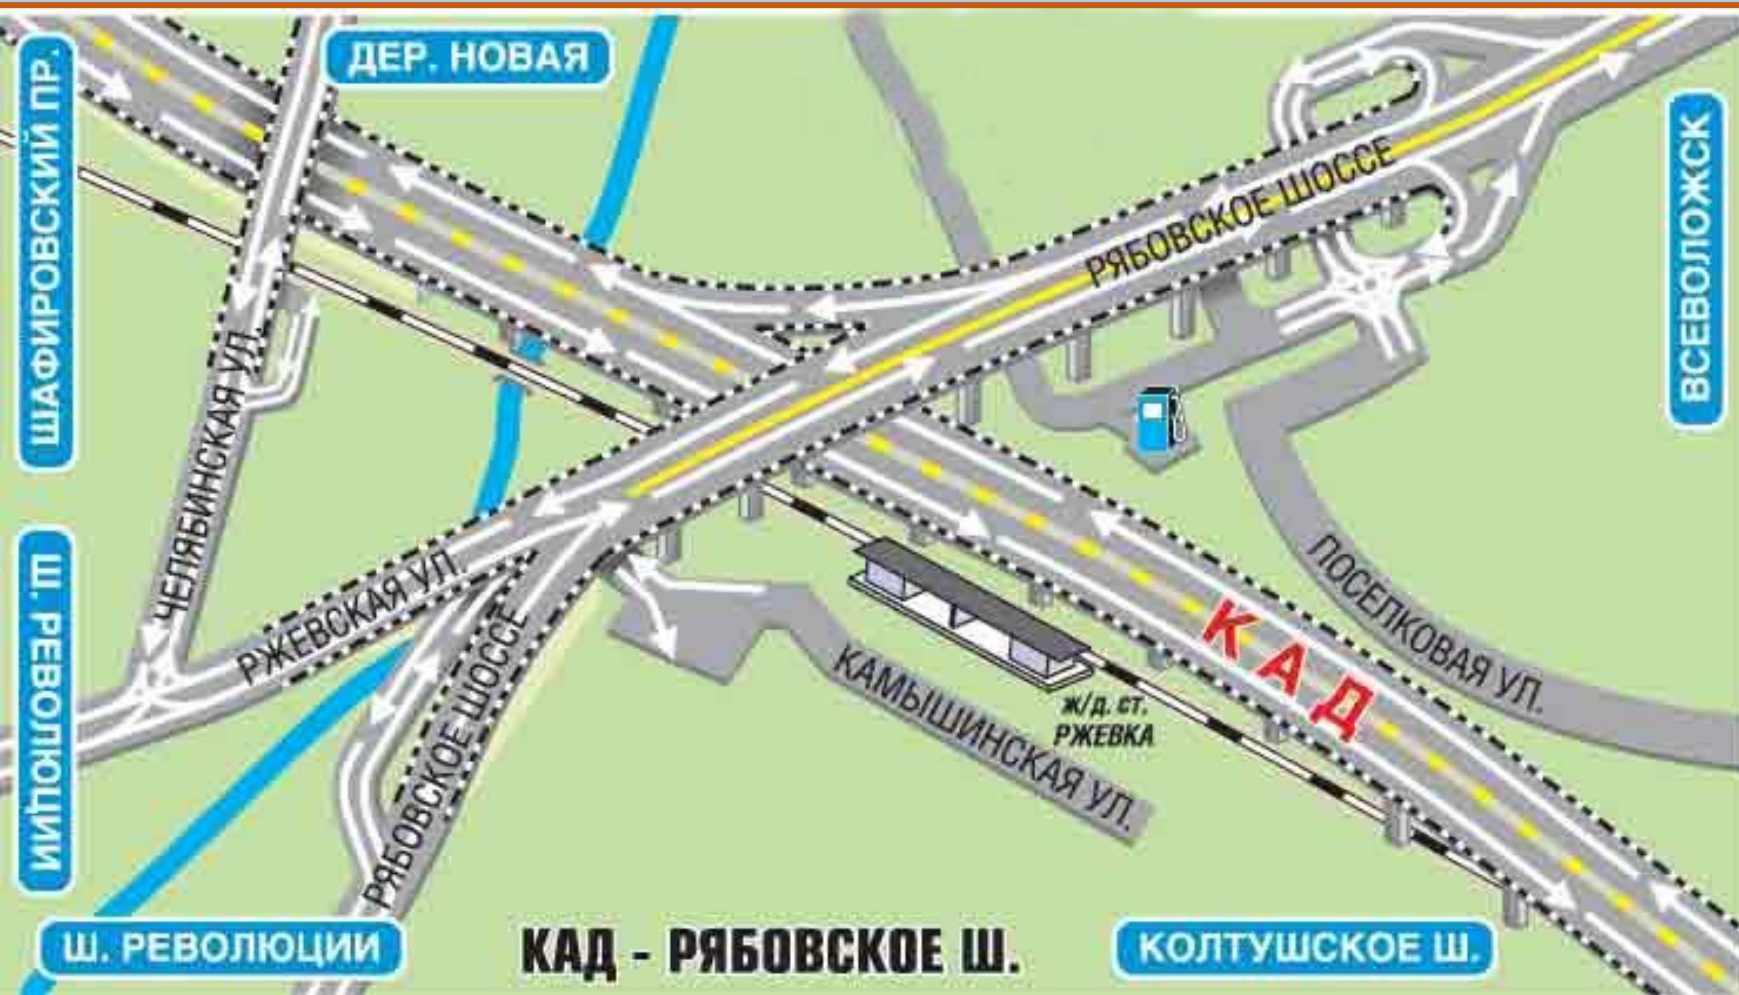 ДЕР. НОВАЯ
ШАФИРОВСКИЙ ПР.
ВСЕВОЛОЖСК
РЯБОВСКОЕ ШОССЕ
ЧЕЛЯБИНСКАЯ УЛ.
Ш. РЕВОЛЮЦИИ
РЖЕВСКАЯ УЛ.
РЯБОВСКОЕ ШОССЕ
КАМЫШИНСКАЯ УЛ.
Ж/Д. СТ.
РЖЕВКА
КАД
ПОСЕЛКОВАЯ УЛ.
Ш. РЕВОЛЮЦИИ
КАД - РЯБОВСКОЕ Ш.
КОЛТУШСКОЕ Ш.